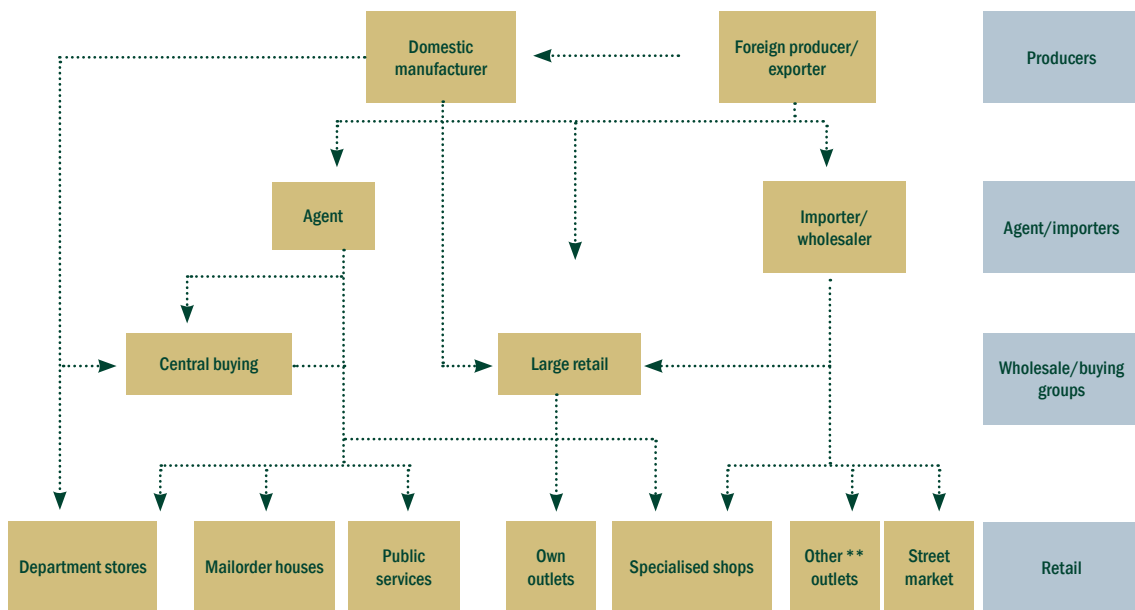 Domestic
manufacturer
Foreign producer/
exporter
Producers
Agent
Importer/
wholesaler
Agent/importers
Central buying
Large retail
Wholesale/buying
groups
Department stores
Mailorder houses
Public
services
Own
outlets
Specialised shops
Other **
outlets
Street
market
Retail